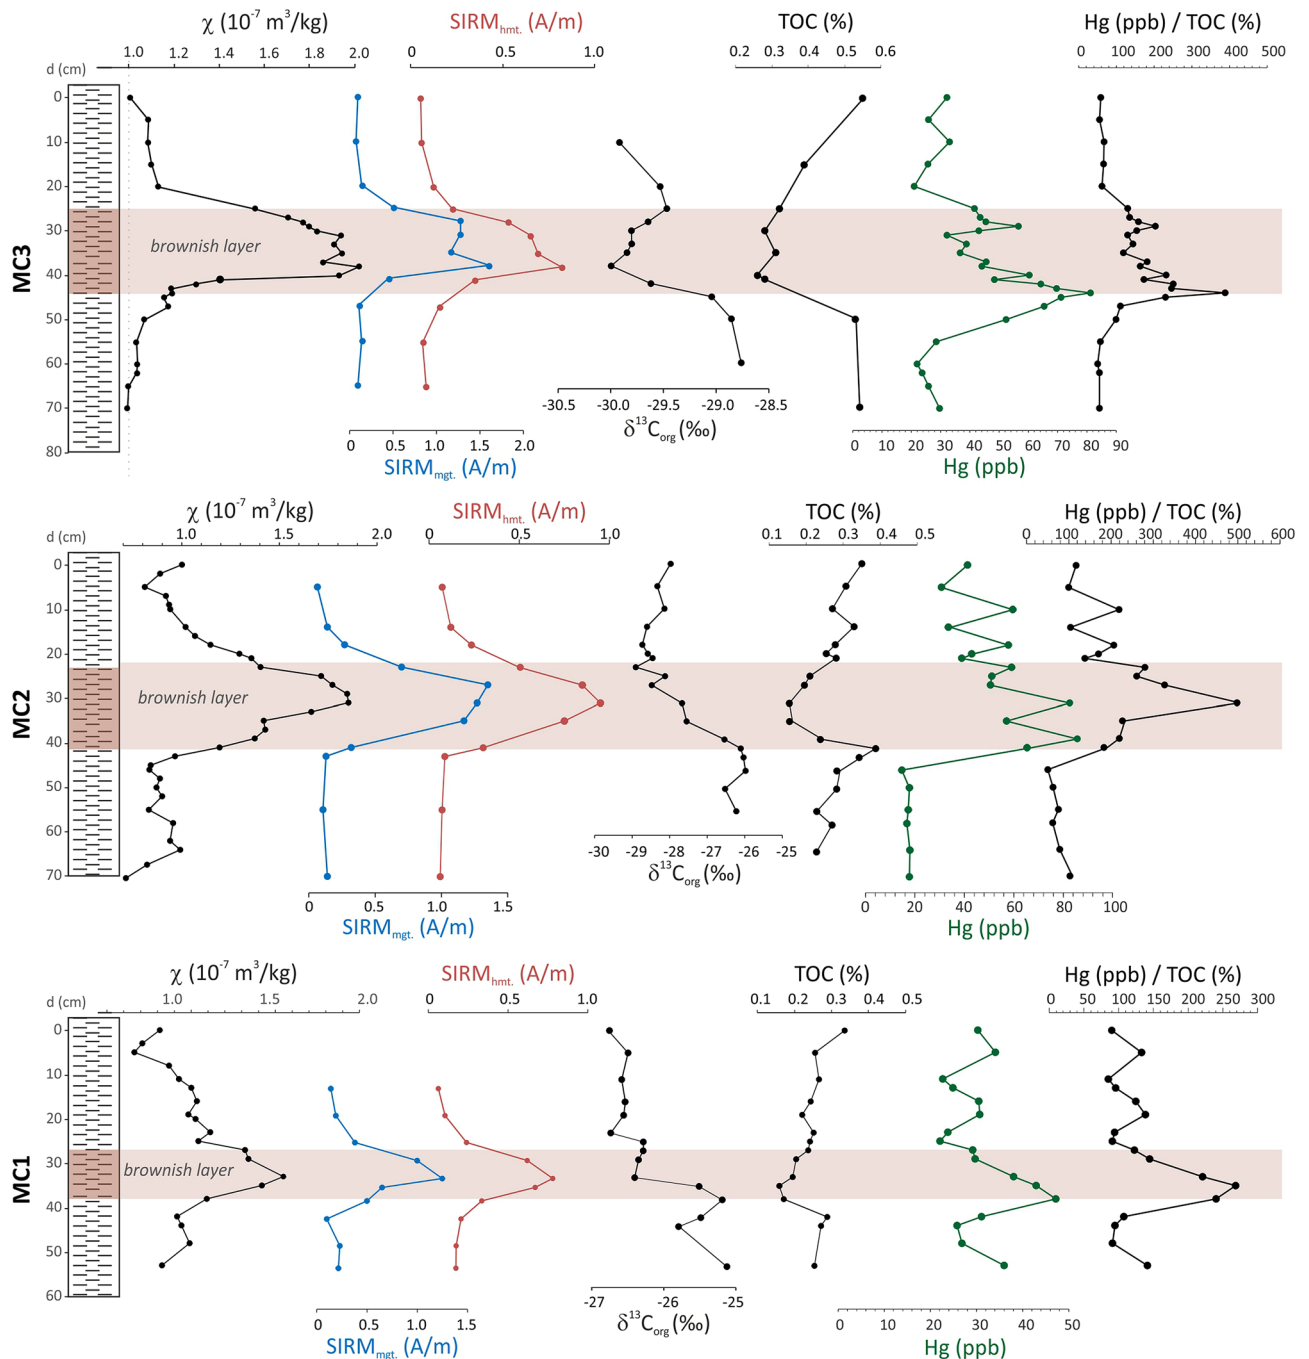 χ (10⁻⁷ m³/kg) SIRMhmt. (A/m) TOC (%) Hg (ppb) / TOC (%)
d (cm) 1.0 1.2 1.4 1.6 1.8 2.0 0 0.5 1.0 0.2 0.3 0.4 0.5 0.6 0 100 200 300 400 500
0
10
20
30
40
50
60
70
80
MC3
brownish layer
-30.5 -30.0 -29.5 -29.0 -28.5
δ¹³Corg (‰)
0 0.5 1.0 1.5 2.0
SIRMmgt. (A/m)
0 10 20 30 40 50 60 70 80 90
Hg (ppb)
χ (10⁻⁷ m³/kg) SIRMhmt. (A/m) TOC (%) Hg (ppb) / TOC (%)
d (cm) 1.0 1.5 2.0 0 0.5 1.0 0.1 0.2 0.3 0.4 0.5 0 100 200 300 400 500 600
0
10
20
30
40
50
60
70
MC2
brownish layer
-30 -29 -28 -27 -26 -25
δ¹³Corg (‰)
0 0.5 1.0 1.5
SIRMmgt. (A/m)
0 20 40 60 80 100
Hg (ppb)
χ (10⁻⁷ m³/kg) SIRMhmt. (A/m) TOC (%) Hg (ppb) / TOC (%)
d (cm) 1.0 1.5 2.0 0 0.5 1.0 0.1 0.2 0.3 0.4 0.5 0 50 100 150 200 250 300
0
10
20
30
40
50
60
MC1
brownish layer
-27 -26 -25
δ¹³Corg (‰)
0 0.5 1.0 1.5
SIRMmgt. (A/m)
0 10 20 30 40 50
Hg (ppb)